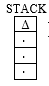 STACK
Δ
.
.
.